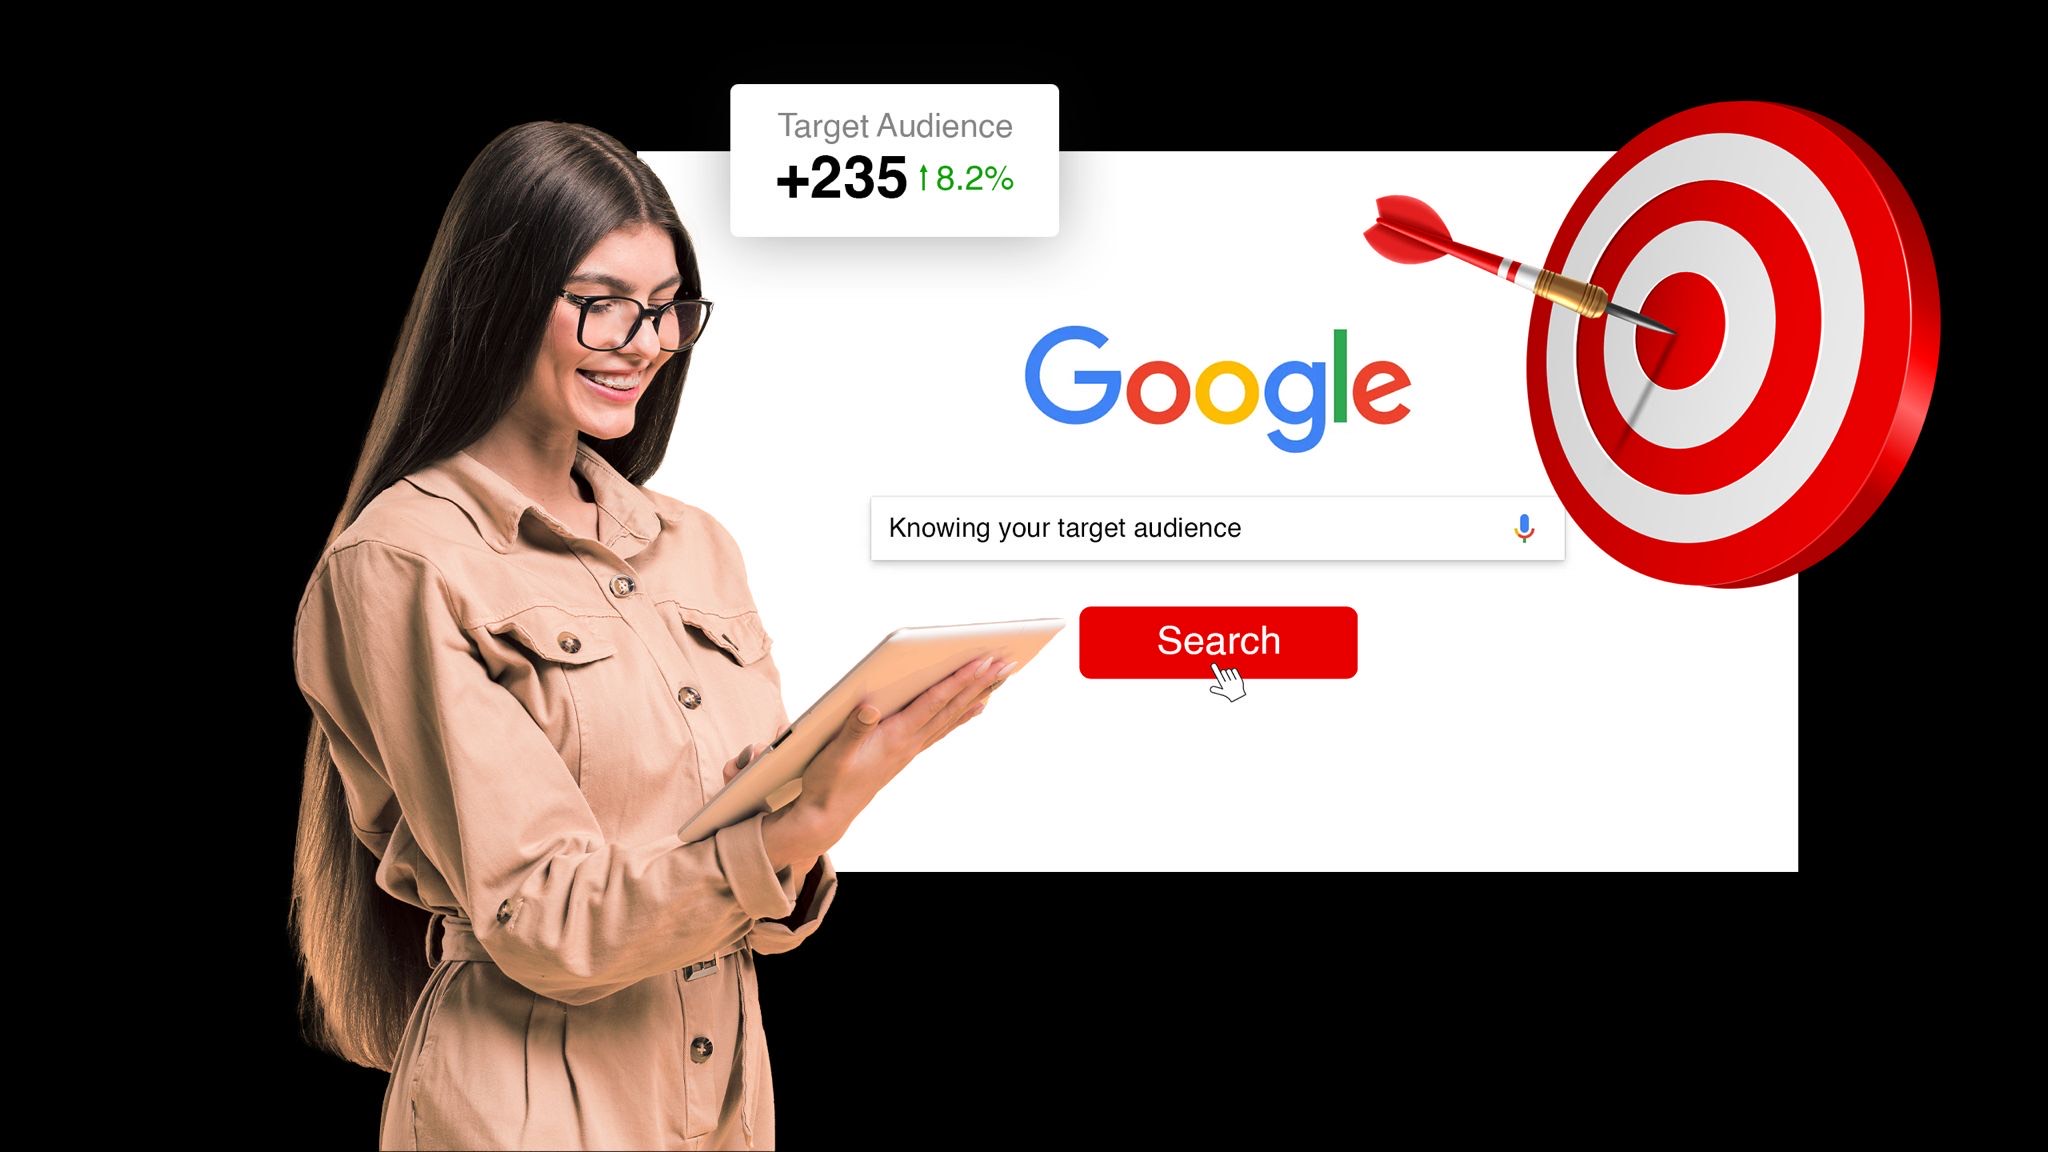 Target Audience
+235 ↑8.2%
Google
Knowing your target audience
Search